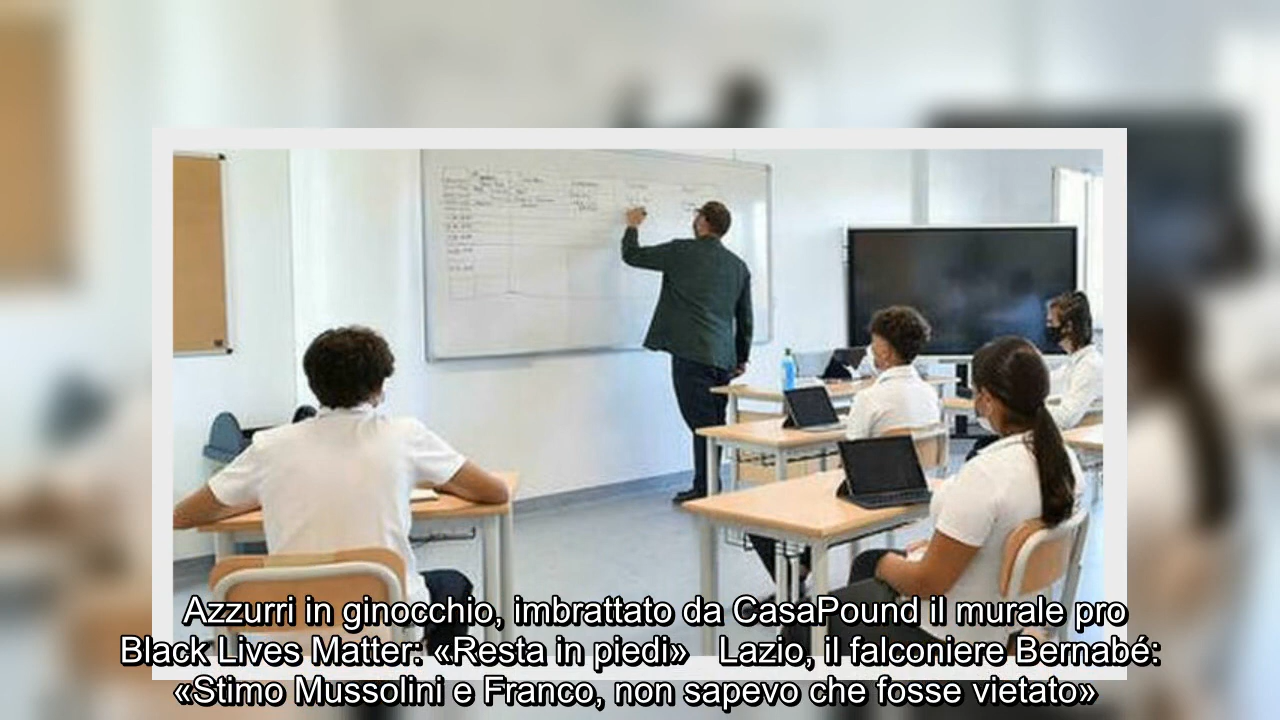 Azzurri in ginocchio, imbrattato da CasaPound il murale pro
Black Lives Matter: «Resta in piedi» Lazio, il falconiere Bernabé:
«Stimo Mussolini e Franco, non sapevo che fosse vietato»